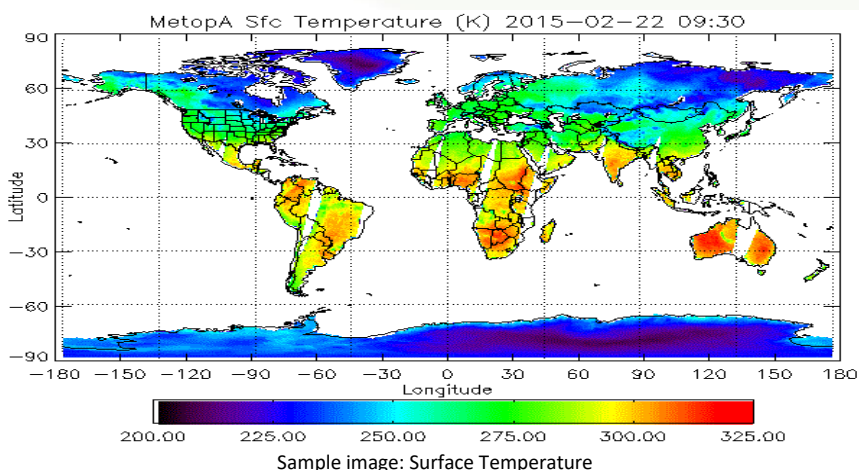 MetopA Sfc Temperature (K) 2015-02-22 09:30
90
60
30
0
-30
-60
-90
Latitude
-180 -150 -120 -90 -60 -30 0 30 60 90 120 150 180
Longitude
200.00 225.00 250.00 275.00 300.00 325.00
Sample image: Surface Temperature